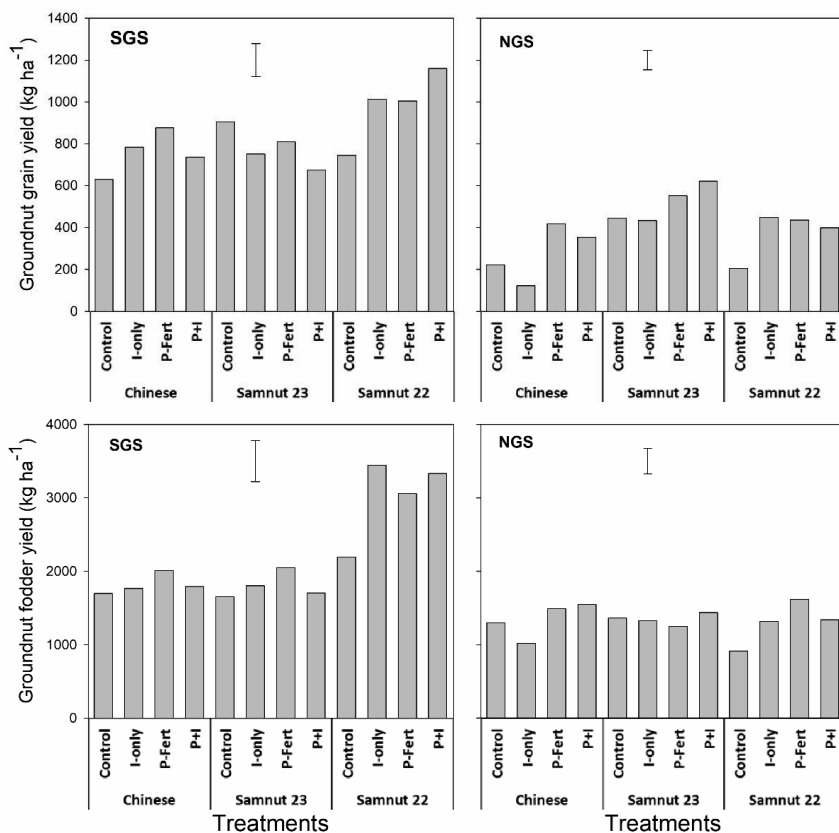 Groundnut grain yield (kg ha-1)
1400
1200
1000
800
600
400
200
0
SGS
Control I-only P-Fert P+I Control I-only P-Fert P+I Control I-only P-Fert P+I
Chinese Samnut 23 Samnut 22
NGS
Control I-only P-Fert P+I Control I-only P-Fert P+I Control I-only P-Fert P+I
Chinese Samnut 23 Samnut 22
Groundnut fodder yield (kg ha-1)
4000
3000
2000
1000
0
SGS
Control I-only P-Fert P+I Control I-only P-Fert P+I Control I-only P-Fert P+I
Chinese Samnut 23 Samnut 22
Treatments
NGS
Control I-only P-Fert P+I Control I-only P-Fert P+I Control I-only P-Fert P+I
Chinese Samnut 23 Samnut 22
Treatments